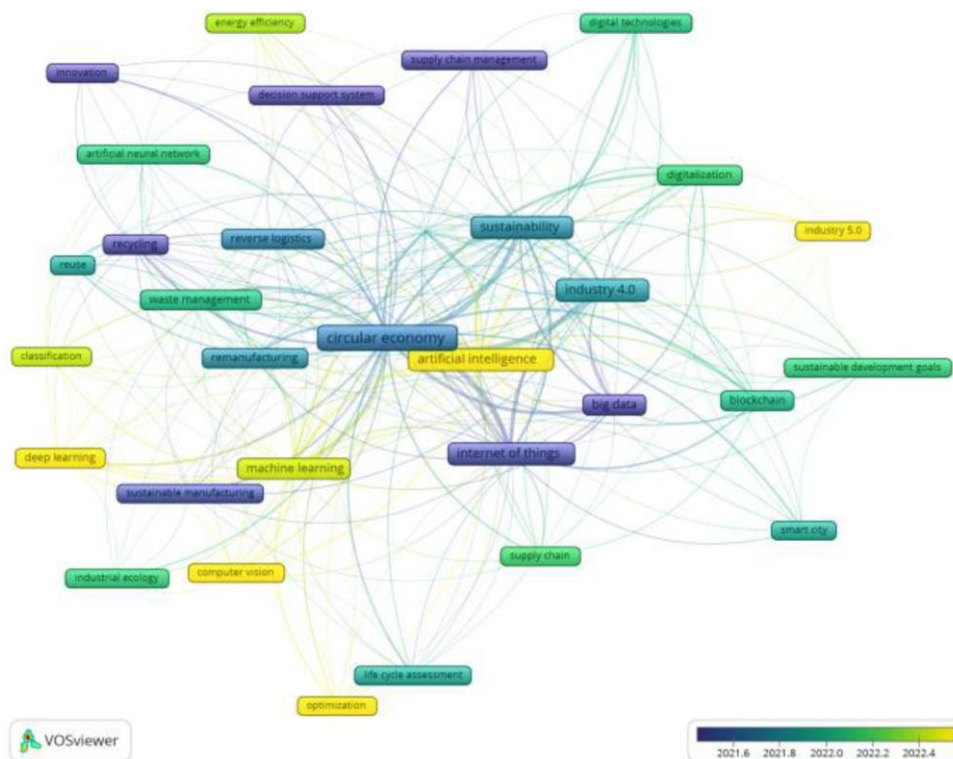 energy efficiency
digital technologies
supply chain management
innovation
decision support system
artificial neural network
digitalization
sustainability
industry 5.0
recycling
reverse logistics
reuse
industry 4.0
waste management
circular economy
classification
remanufacturing
artificial intelligence
sustainable development goals
big data
blockchain
deep learning
internet of things
machine learning
sustainable manufacturing
smart city
supply chain
industrial ecology
computer vision
life cycle assessment
optimization
VOSviewer
2021.6 2021.8 2022.0 2022.2 2022.4